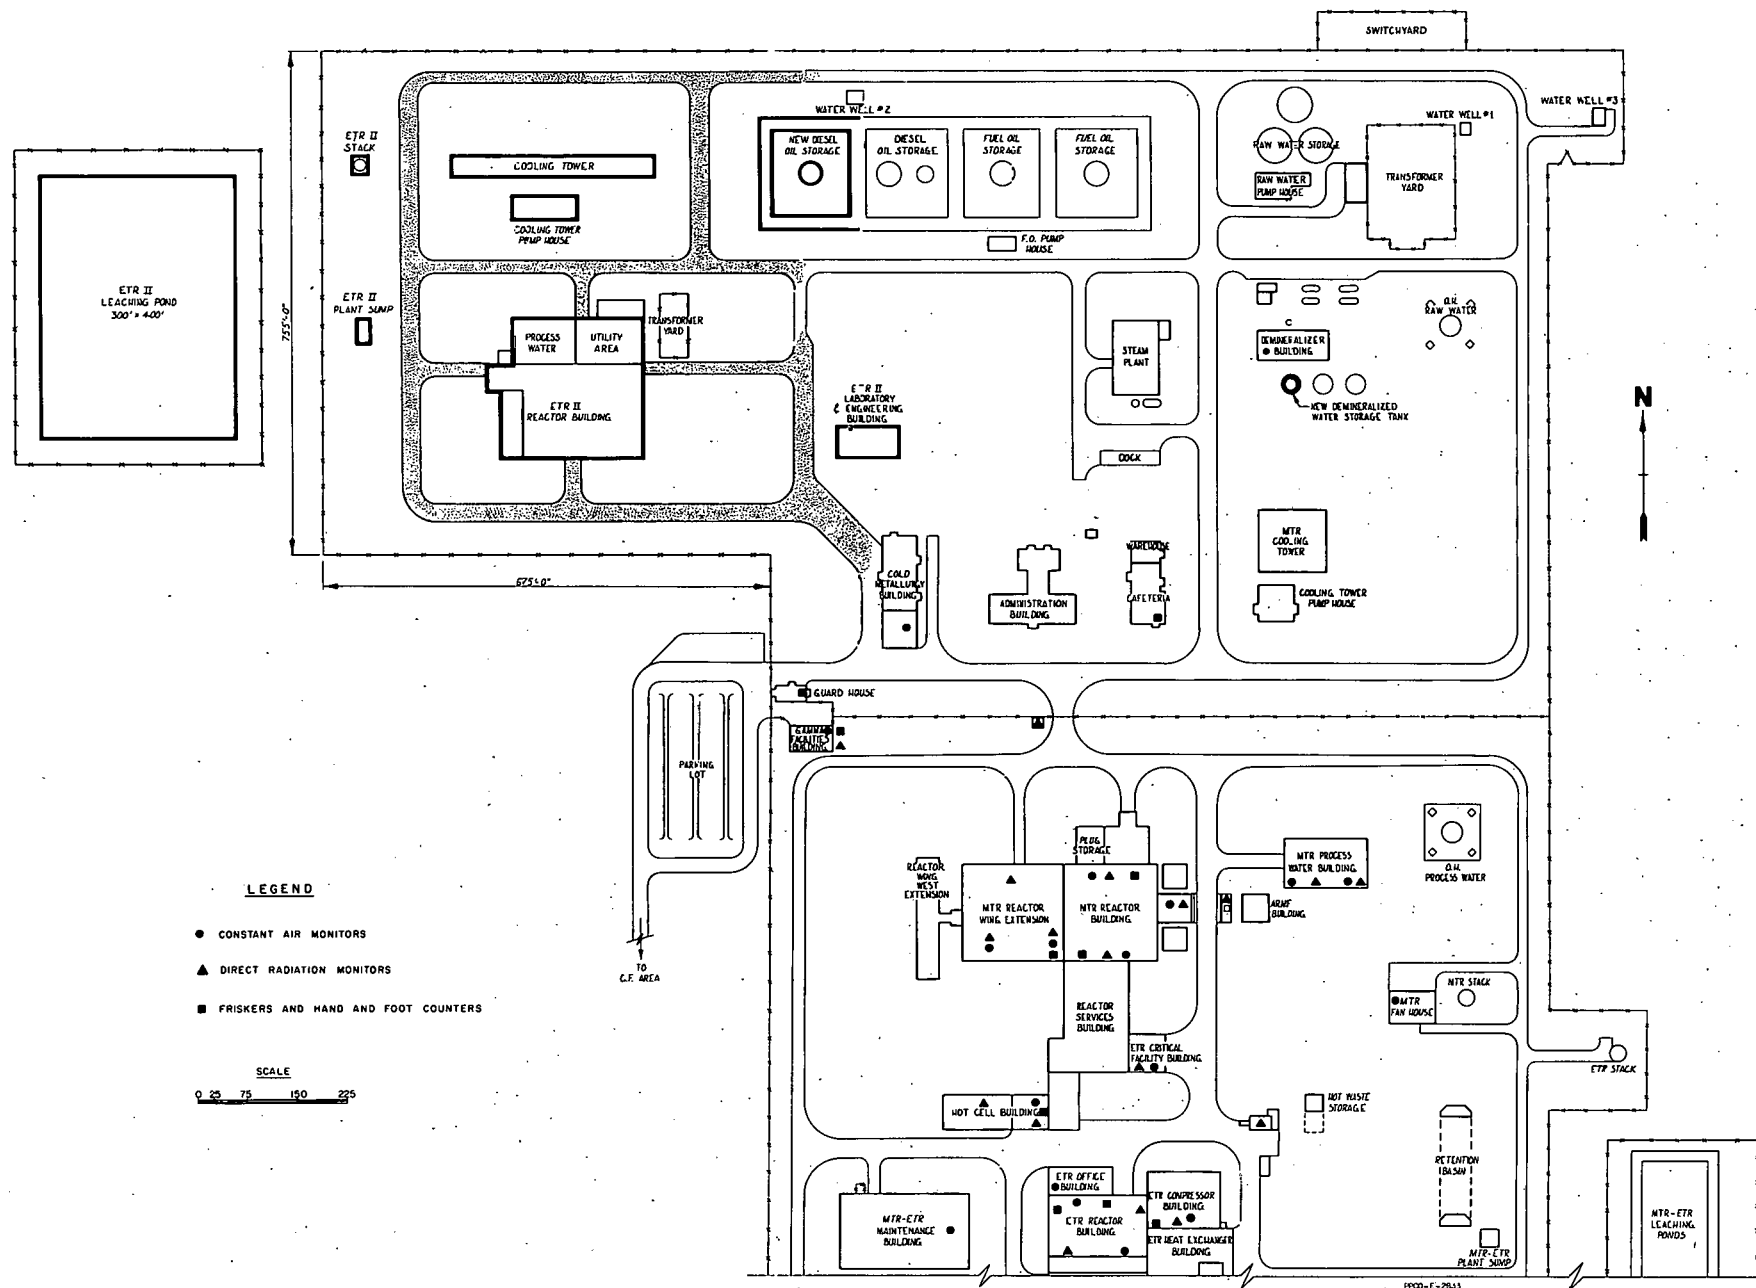 SWITCHYARD
WATER WELL #3
WATER WELL #2
WATER WELL #1
ETR II
STACK
COOLING TOWER
NEW DIESEL
OIL STORAGE
DIESEL
OIL STORAGE
FUEL OIL
STORAGE
FUEL OIL
STORAGE
RAW WATER STORAGE
RAW WATER
PUMP HOUSE
TRANSFORMER
YARD
COOLING TOWER
PUMP HOUSE
F.O. PUMP
HOUSE
ETR II
LEACHING POND
300' x 400'
755'-0"
ETR II
PLANT SUMP
PROCESS
WATER
UTILITY
AREA
TRANSFORMER
YARD
O.H.
RAW WATER
STEAM
PLANT
DEMINERALIZER
BUILDING
NEW DEMINERALIZED
WATER STORAGE TANK
ETR II
REACTOR BUILDING
ETR II
LABORATORY
& ENGINEERING
BUILDING
N
DOCK
MTR
COOLING
TOWER
675'-0"
COLD
METALLURGY
BUILDING
ADMINISTRATION
BUILDING
WAREHOUSE
CAFETERIA
COOLING TOWER
PUMP HOUSE
GUARD HOUSE
GAMMA
FACILITIES
BUILDING
PARKING
LOT
TO
C.F. AREA
PLUG
STORAGE
REACTOR
WING
WEST
EXTENSION
MTR REACTOR
WING EXTENSION
MTR REACTOR
BUILDING
MTR PROCESS
WATER BUILDING
O.H.
PROCESS WATER
ARMF
BUILDING
LEGEND
CONSTANT AIR MONITORS
DIRECT RADIATION MONITORS
FRISKERS AND HAND AND FOOT COUNTERS
SCALE
0 25 75 150 225
REACTOR
SERVICES
BUILDING
MTR
FAN HOUSE
MTR STACK
ETR CRITICAL
FACILITY BUILDING
ETR STACK
HOT CELL BUILDING
HOT WASTE
STORAGE
RETENTION
BASIN
ETR OFFICE
BUILDING
ETR COMPRESSOR
BUILDING
MTR-ETR
MAINTENANCE
BUILDING
ETR REACTOR
BUILDING
ETR HEAT EXCHANGER
BUILDING
MTR-ETR
LEACHING
PONDS
MTR-ETR
PLANT SUMP
PPCO-E-2833